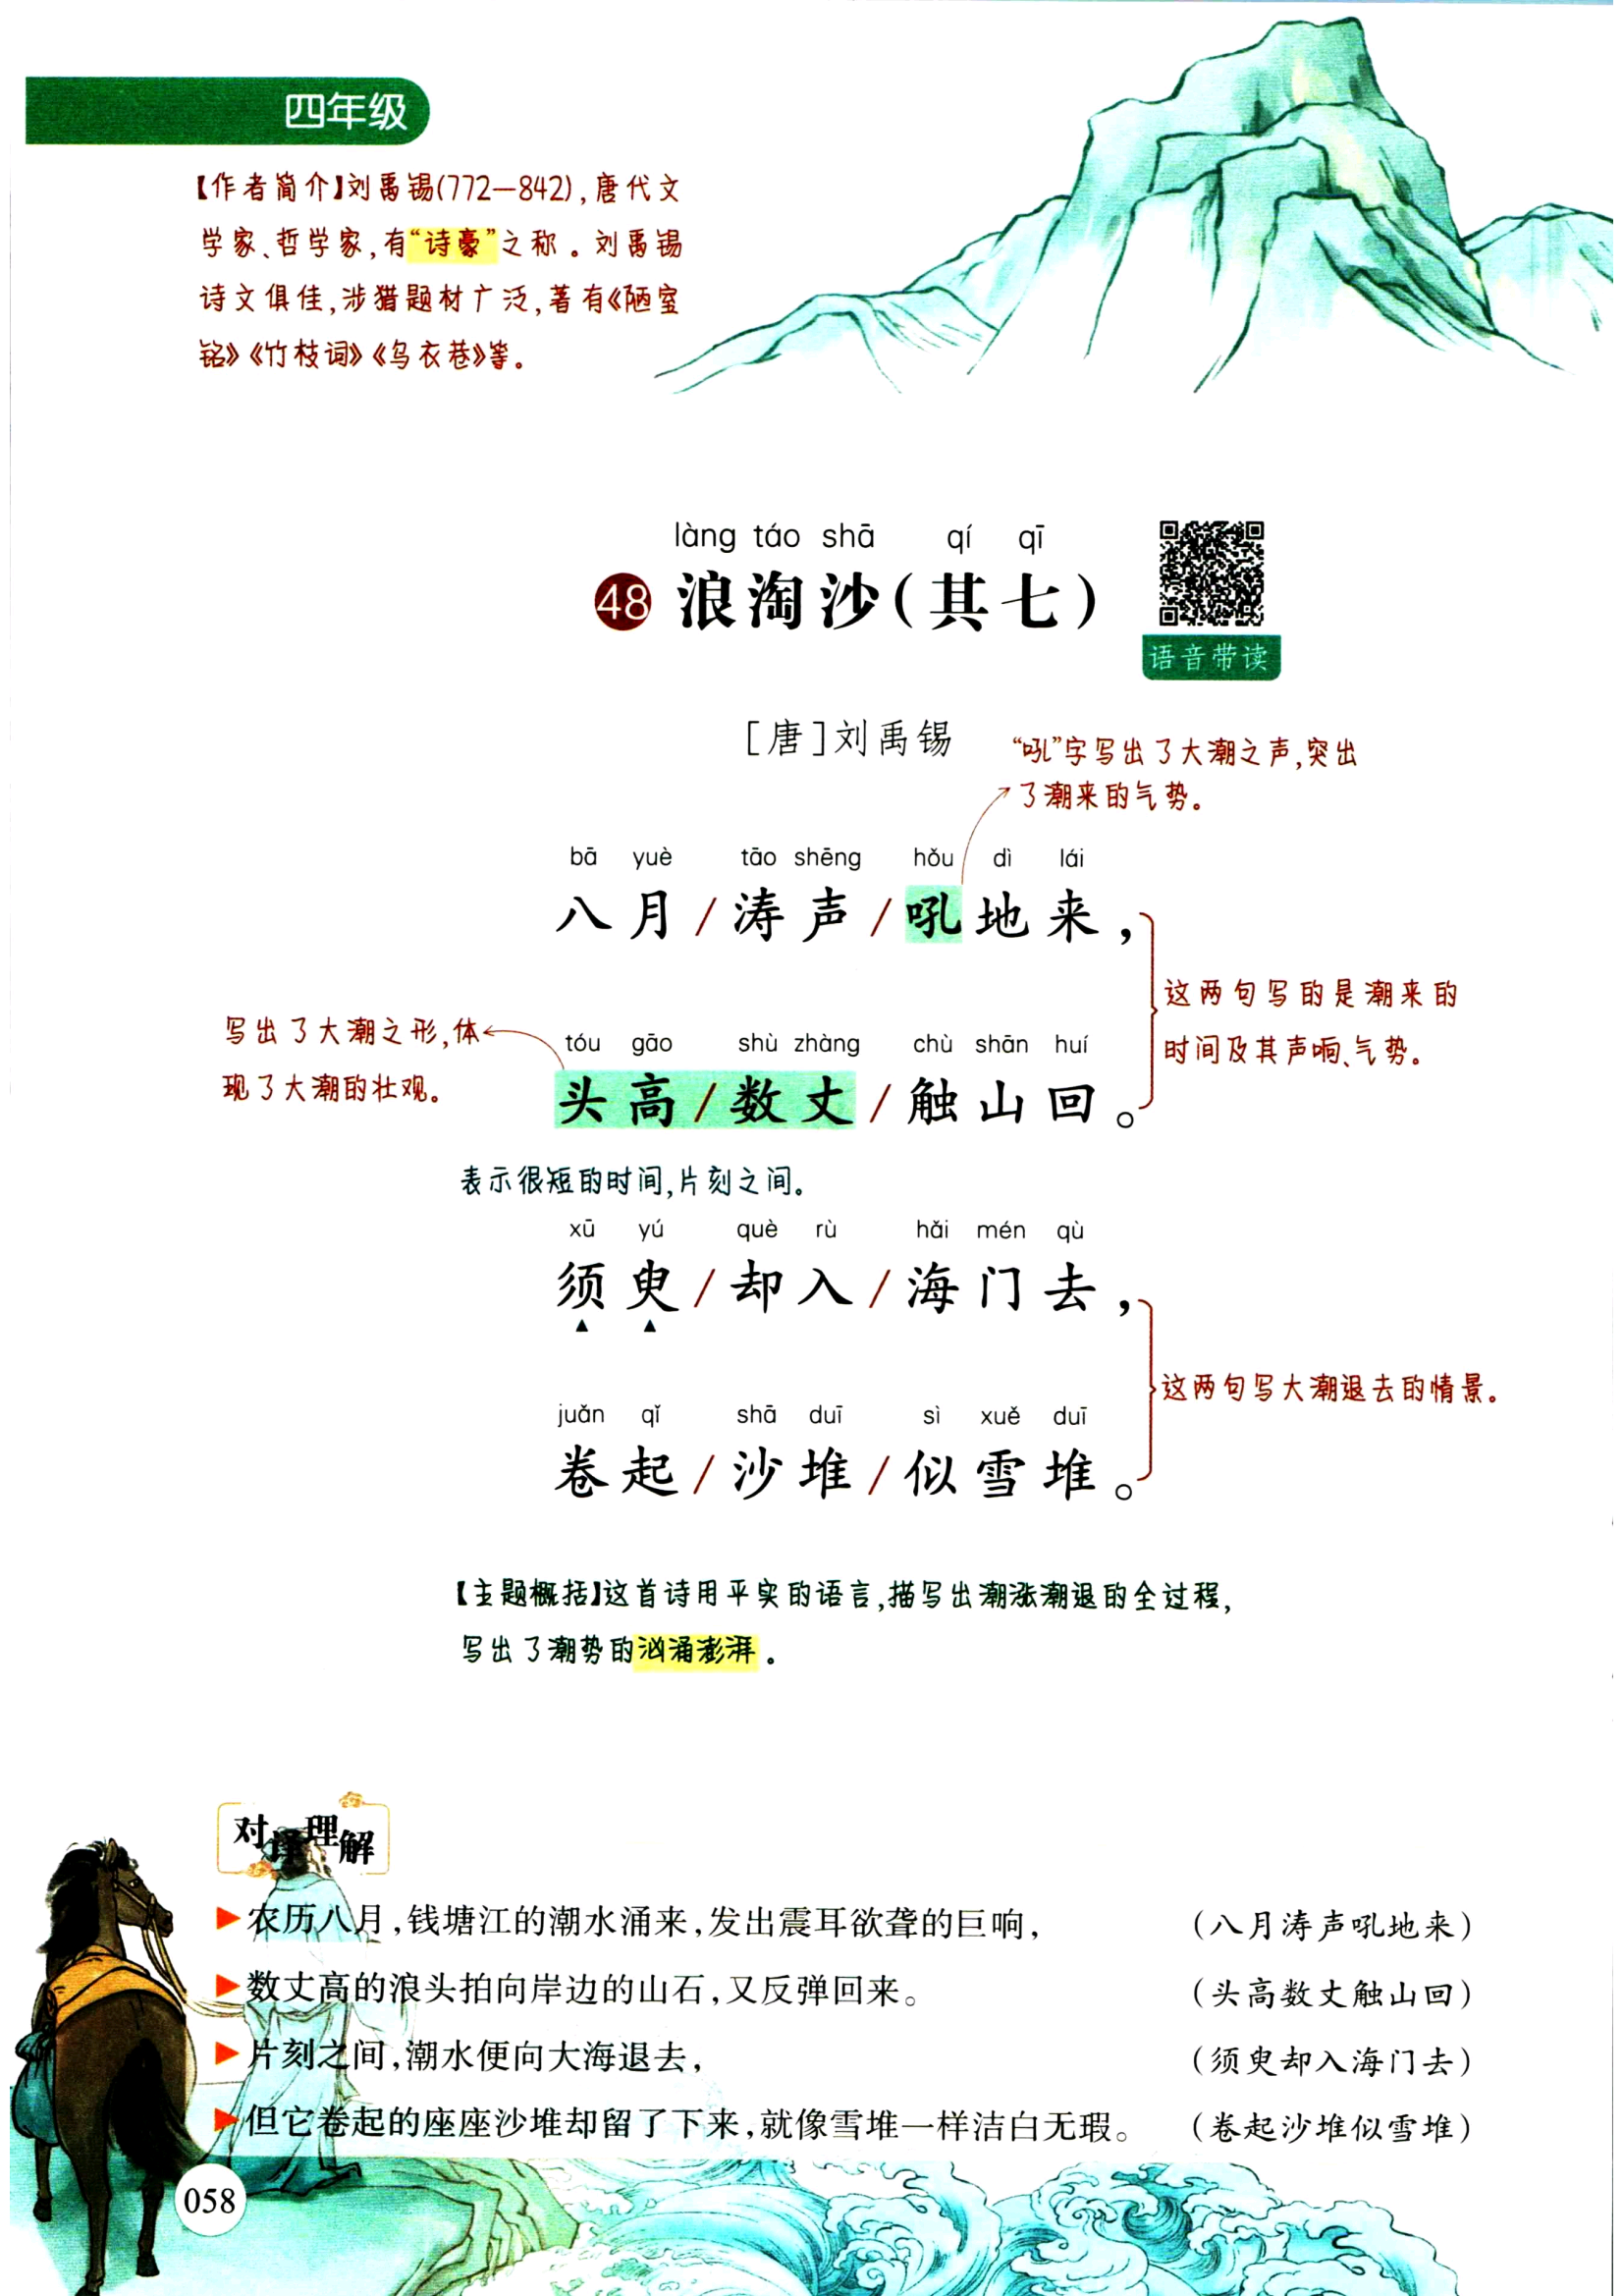 四年级
【作者简介】刘禹锡(772—842),唐代文
学家、哲学家,有“诗豪”之称。刘禹锡
诗文俱佳,涉猎题材广泛,著有《陋室
铭》《竹枝词》《乌衣巷》等。
làng táo shā qí qī
48 浪淘沙(其七)
语音带读
[唐]刘禹锡
“吼”字写出了大潮之声,突出
了潮来的气势。
bā yuè tāo shēng hǒu dì lái
八月/涛声/吼地来,
这两句写的是潮来的
时间及其声响、气势。
写出了大潮之形,体
现了大潮的壮观。
tóu gāo shù zhàng chù shān huí
头高/数丈/触山回。
表示很短的时间,片刻之间。
xū yú què rù hǎi mén qù
须臾/却入/海门去,
这两句写大潮退去的情景。
juǎn qǐ shā duī sì xuě duī
卷起/沙堆/似雪堆。
【主题概括】这首诗用平实的语言,描写出潮涨潮退的全过程,
写出了潮势的汹涌澎湃。
对译理解
▶农历八月,钱塘江的潮水涌来,发出震耳欲聋的巨响, (八月涛声吼地来)
▶数丈高的浪头拍向岸边的山石,又反弹回来。 (头高数丈触山回)
▶片刻之间,潮水便向大海退去, (须臾却入海门去)
▶但它卷起的座座沙堆却留了下来,就像雪堆一样洁白无瑕。 (卷起沙堆似雪堆)
058